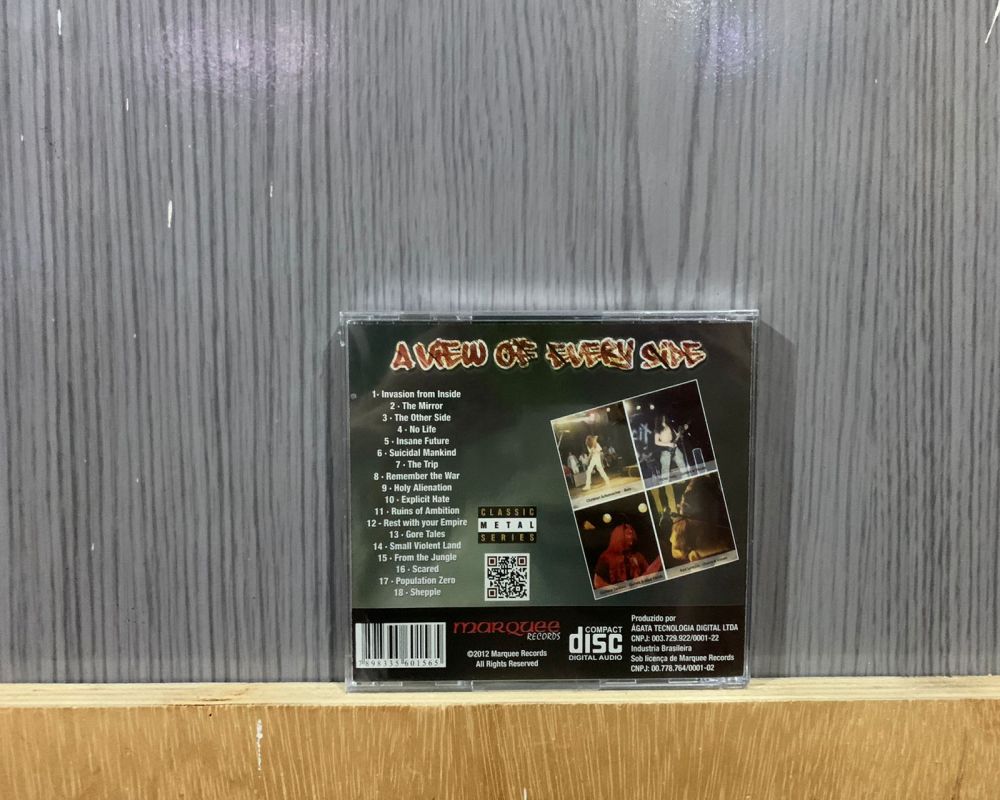 A VIEW OF EVERY SIDE
1 - Invasion from Inside
2 - The Mirror
3 - The Other Side
4 - No Life
5 - Insane Future
6 - Suicidal Mankind
7 - The Trip
8 - Remember the War
9 - Holy Alienation
10 - Explicit Hate
11 - Ruins of Ambition
12 - Rest with your Empire
13 - Gore Tales
14 - Small Violent Land
15 - From the Jungle
16 - Scared
17 - Population Zero
18 - Shepple
CLASSIC
METAL
SERIES
7 898335 601565
MARQUEE
RECORDS
©2012 Marquee Records
All Rights Reserved
COMPACT
disc
DIGITAL AUDIO
Produzido por
ÁGATA TECNOLOGIA DIGITAL LTDA
CNPJ: 003.729.922/0001-22
Industria Brasileira
Sob licença de Marquee Records
CNPJ: 00.778.764/0001-02